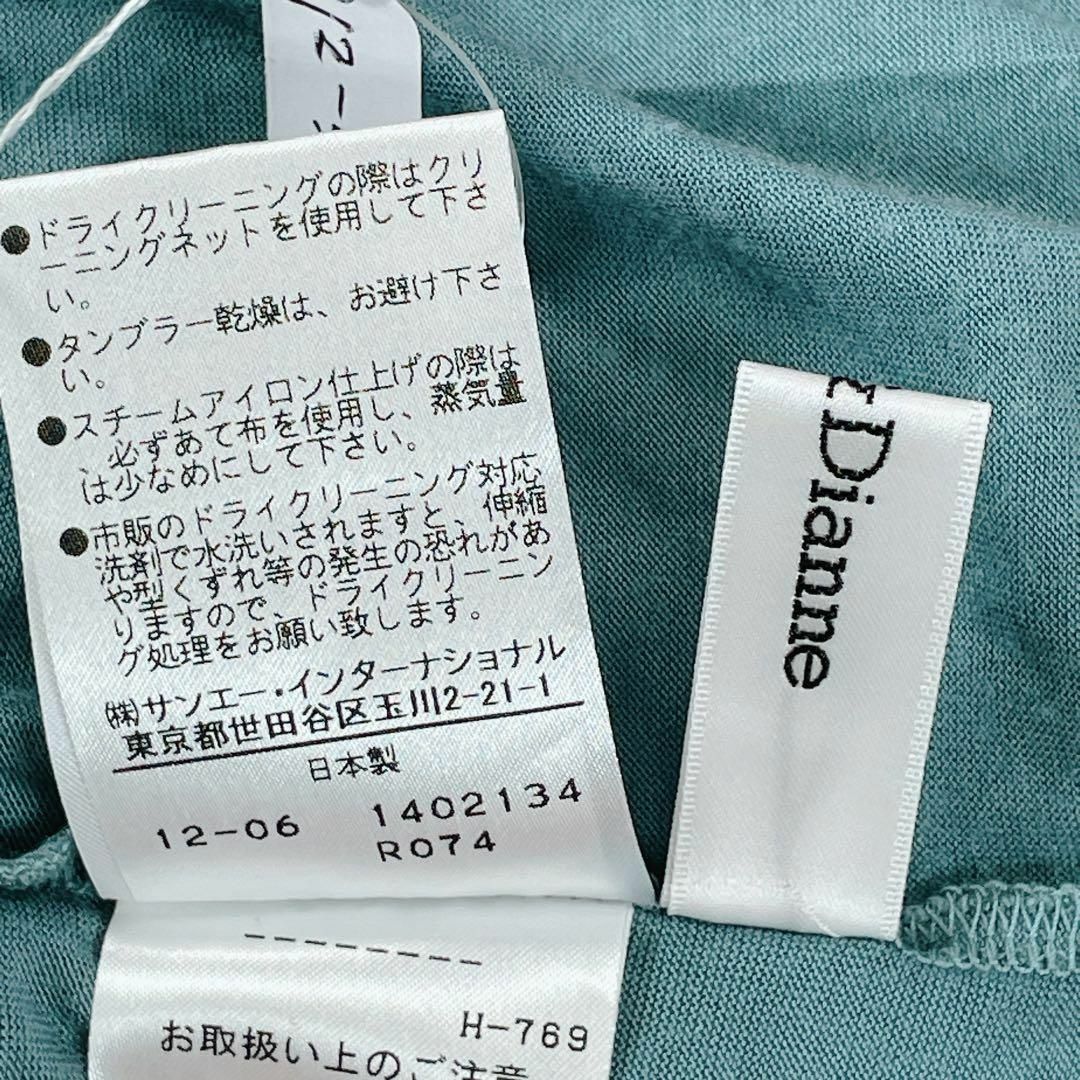 ●ドライクリーニングの際はクリ
ーニングネットを使用して下さ
い。
●タンブラー乾燥は、お避け下さ
い。
●スチームアイロン仕上げの際は
必ずあて布を使用し、蒸気量
は少なめにして下さい。
●市販のドライクリーニング対応
洗剤で水洗いされますと、伸縮
や型くずれ等の発生の恐れがあ
りますので、ドライクリーニン
グ処理をお願い致します。
㈱サンエー・インターナショナル
東京都世田谷区玉川2-21-1
日本製
12-06 1402134
R074
H-769
お取扱い上のご注意
Dianne